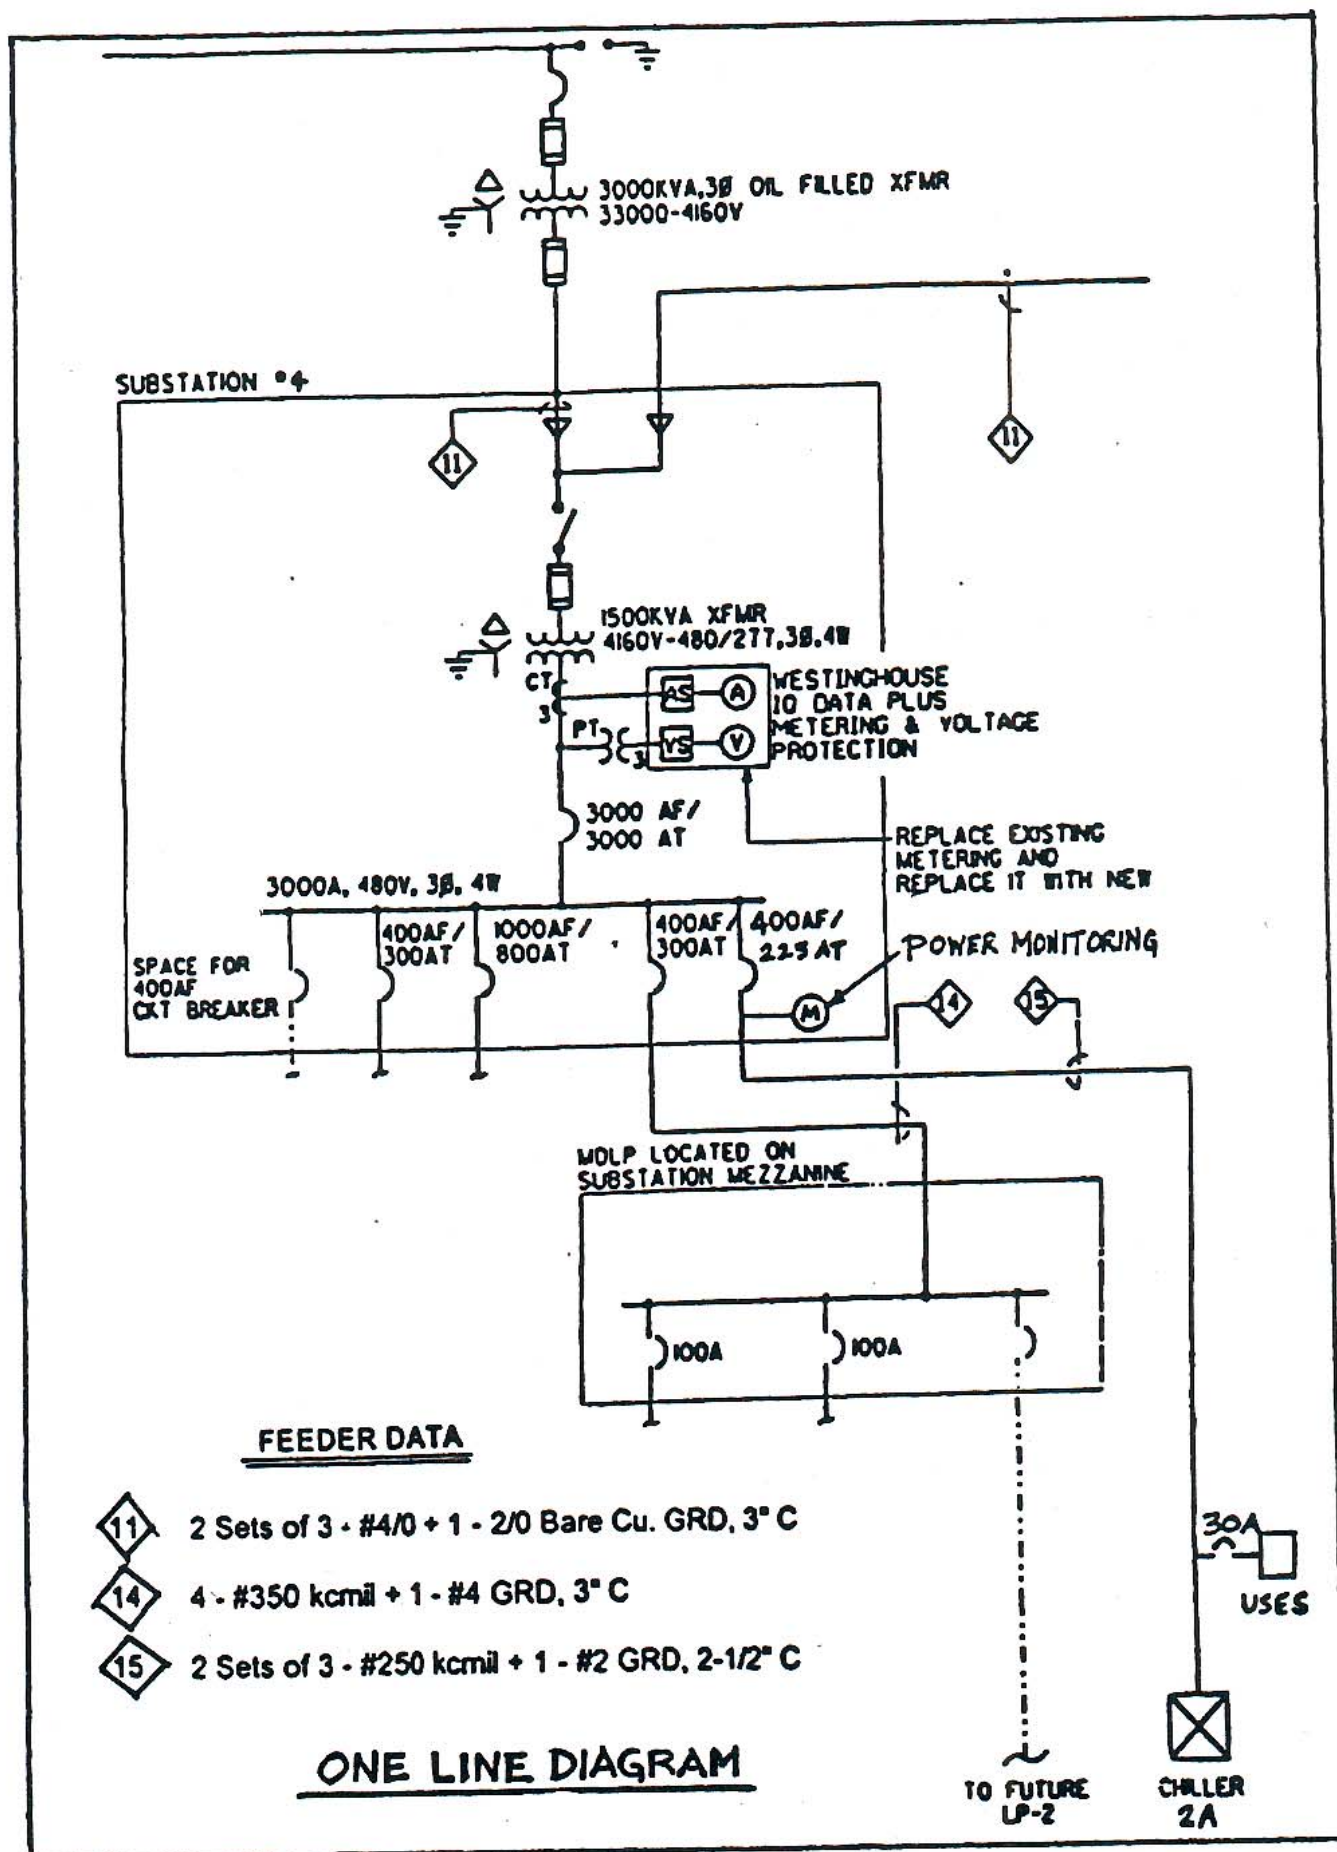 3000KVA,3Ø OIL FILLED XFMR
33000-4160V
SUBSTATION #4
11
11
1500KVA XFMR
4160V-480/277,3Ø,4W
CT
3
AS
A
WESTINGHOUSE
IQ DATA PLUS
METERING & VOLTAGE
PROTECTION
PT
3
VS
V
3000 AF/
3000 AT
REPLACE EXISTING
METERING AND
REPLACE IT WITH NEW
3000A, 480V, 3Ø, 4W
400AF/
300AT
1000AF/
800AT
400AF/
300AT
400AF/
225AT
POWER MONITORING
SPACE FOR
400AF
CKT BREAKER
M
14
15
MDLP LOCATED ON
SUBSTATION MEZZANINE
100A
100A
FEEDER DATA
11 2 Sets of 3 - #4/0 + 1 - 2/0 Bare Cu. GRD, 3" C
14 4 - #350 kcmil + 1 - #4 GRD, 3" C
15 2 Sets of 3 - #250 kcmil + 1 - #2 GRD, 2-1/2" C
30A
USES
ONE LINE DIAGRAM
TO FUTURE
LP-2
CHILLER
2A